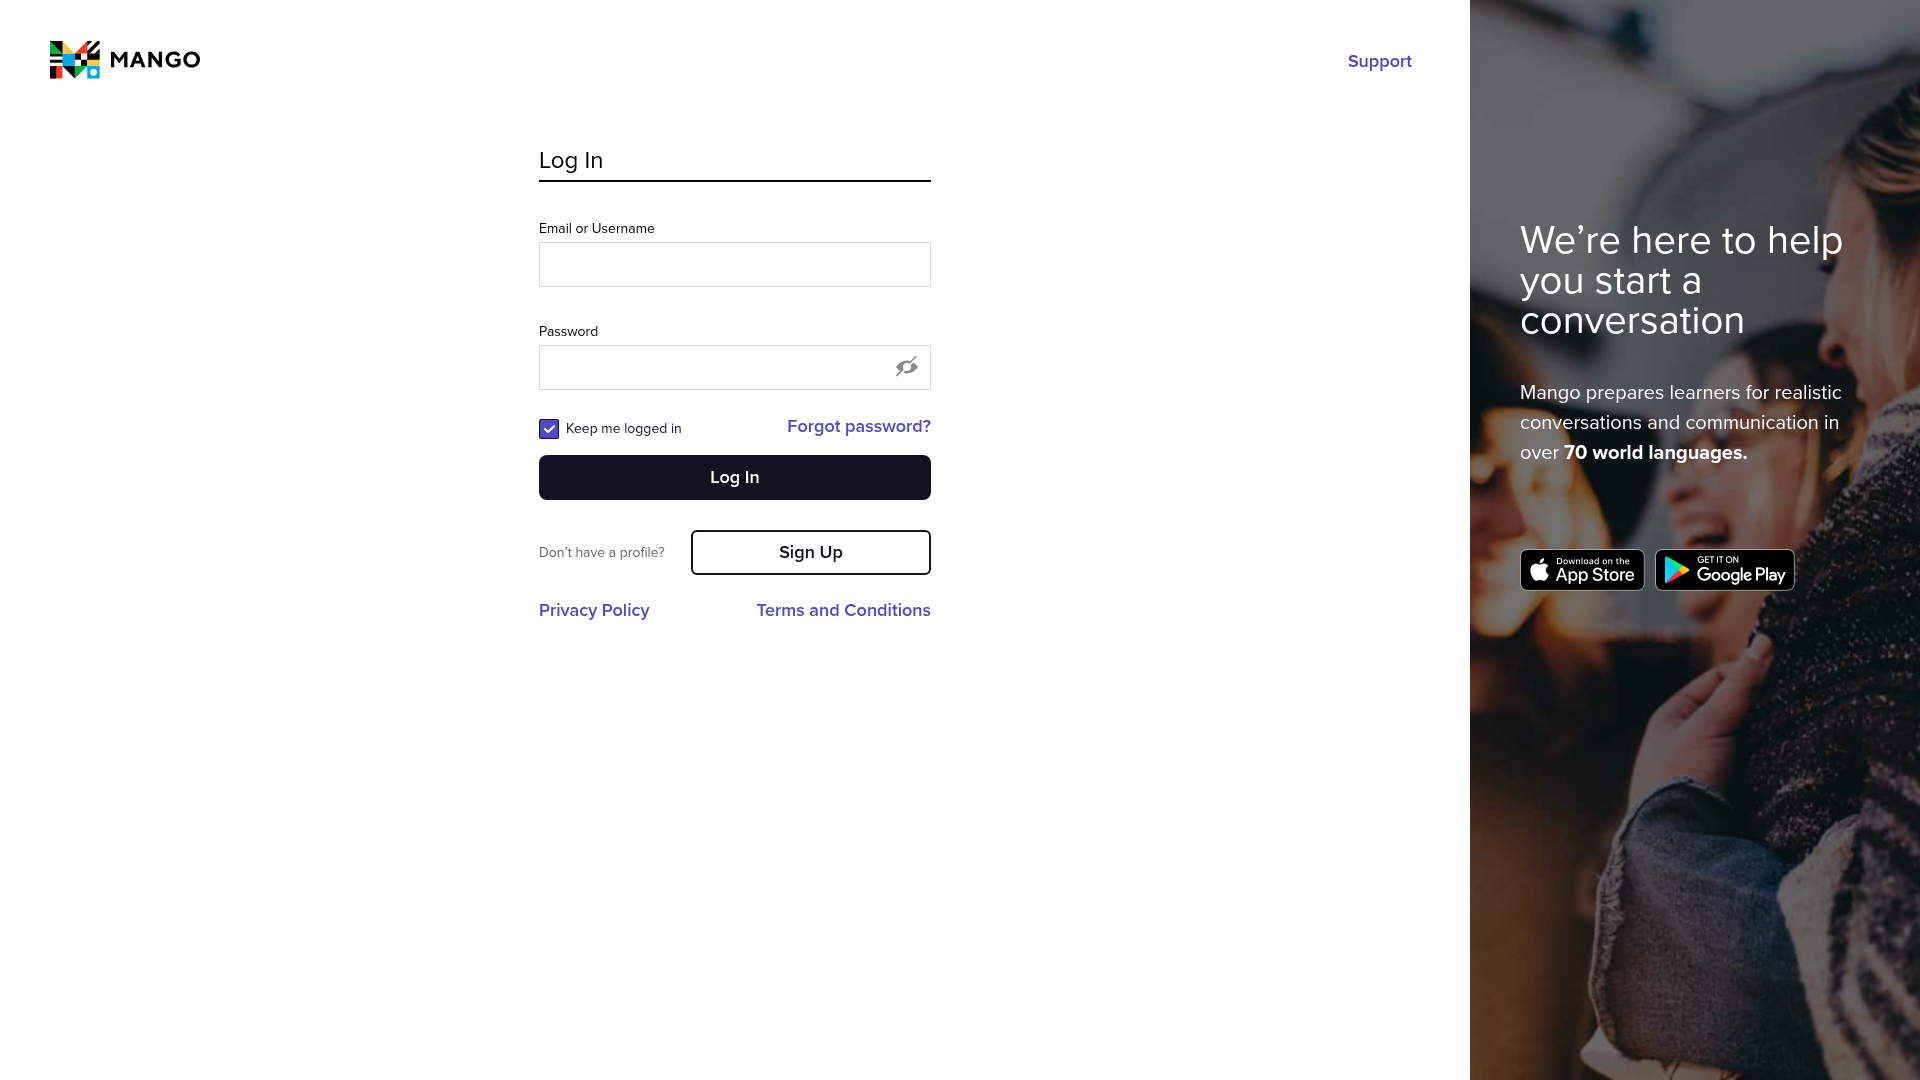 MANGO
Support
Log In
Email or Username
Password
Keep me logged in
Forgot password?
Log In
Don't have a profile?
Sign Up
Privacy Policy
Terms and Conditions
We’re here to help
you start a
conversation
Mango prepares learners for realistic
conversations and communication in
over 70 world languages.
Download on the
App Store
GET IT ON
Google Play